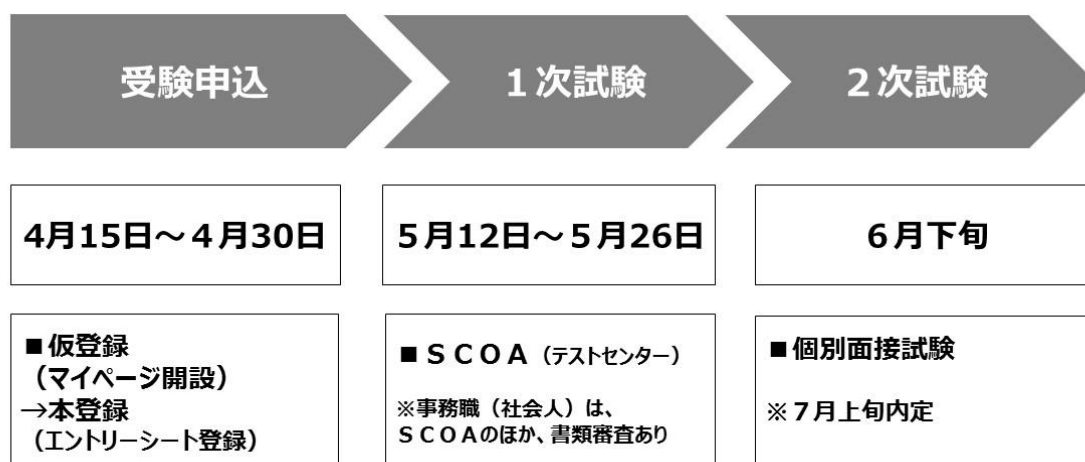 受験申込
１次試験
２次試験
4月15日～４月30日
５月12日～５月26日
６月下旬
■仮登録
（マイページ開設）
→本登録
（エントリーシート登録）
■ＳＣＯＡ（テストセンター）
※事務職（社会人）は、
ＳＣＯＡのほか、書類審査あり
■個別面接試験
※７月上旬内定